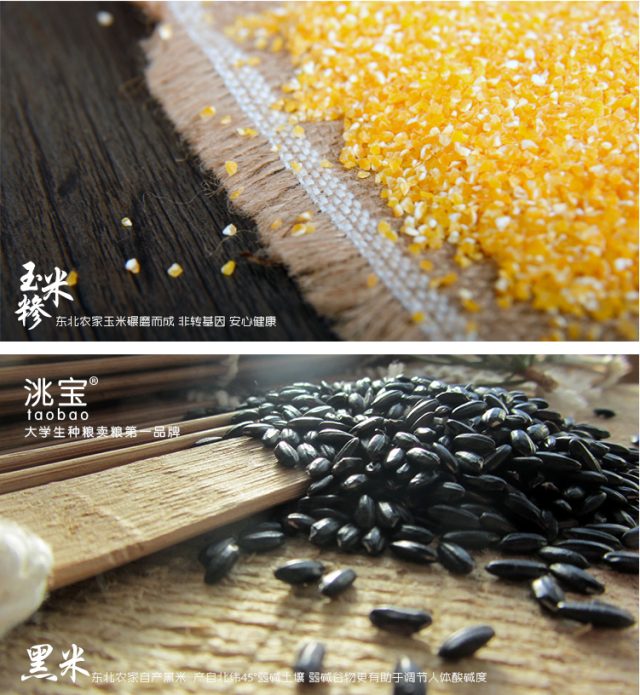 玉米
糁
东北农家玉米碾磨而成 非转基因 安心健康
洮宝®
taobao
大学生种粮卖粮第一品牌
黑米
东北农家自产黑米 产自北纬45°弱碱土壤 弱碱谷物更有助于调节人体酸碱度